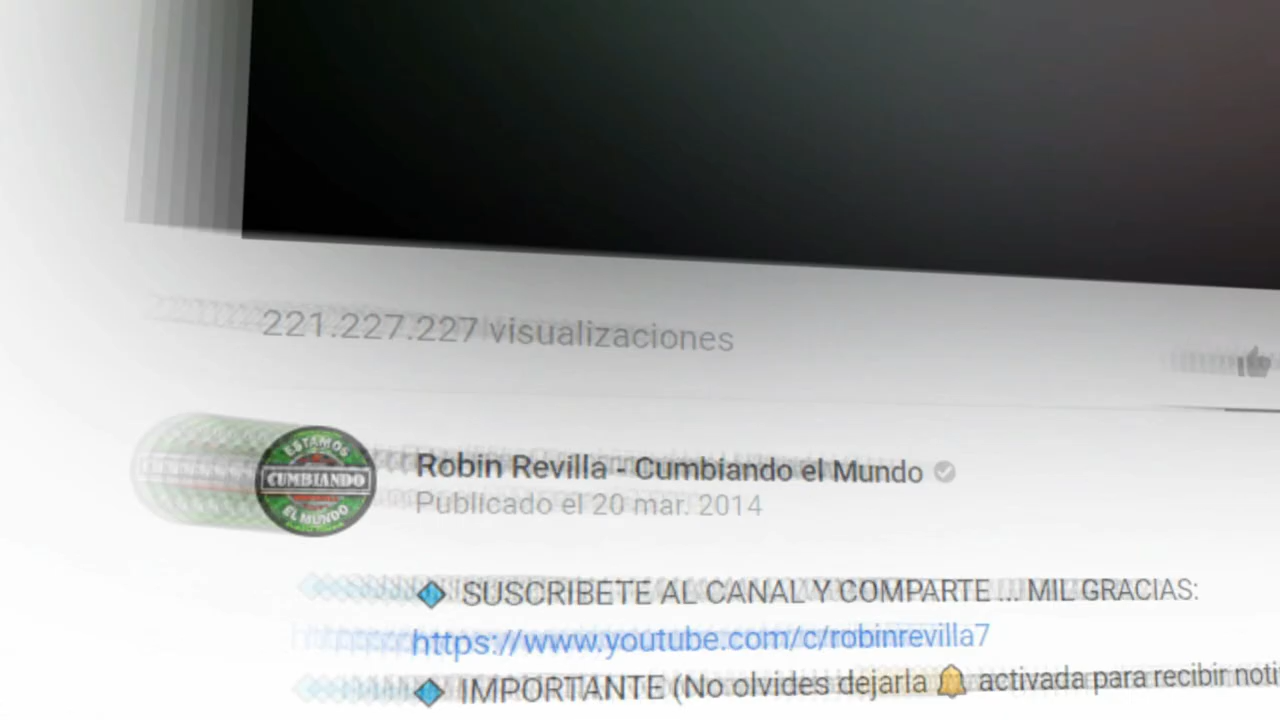 221.227.227 visualizaciones
ESTAMOS
CUMBIANDO
EL MUNDO
Robin Revilla - Cumbiando el Mundo
Publicado el 20 mar. 2014
SUSCRIBETE AL CANAL Y COMPARTE ... MIL GRACIAS:
https://www.youtube.com/c/robinrevilla7
IMPORTANTE (No olvides dejarla 🔔 activada para recibir noti